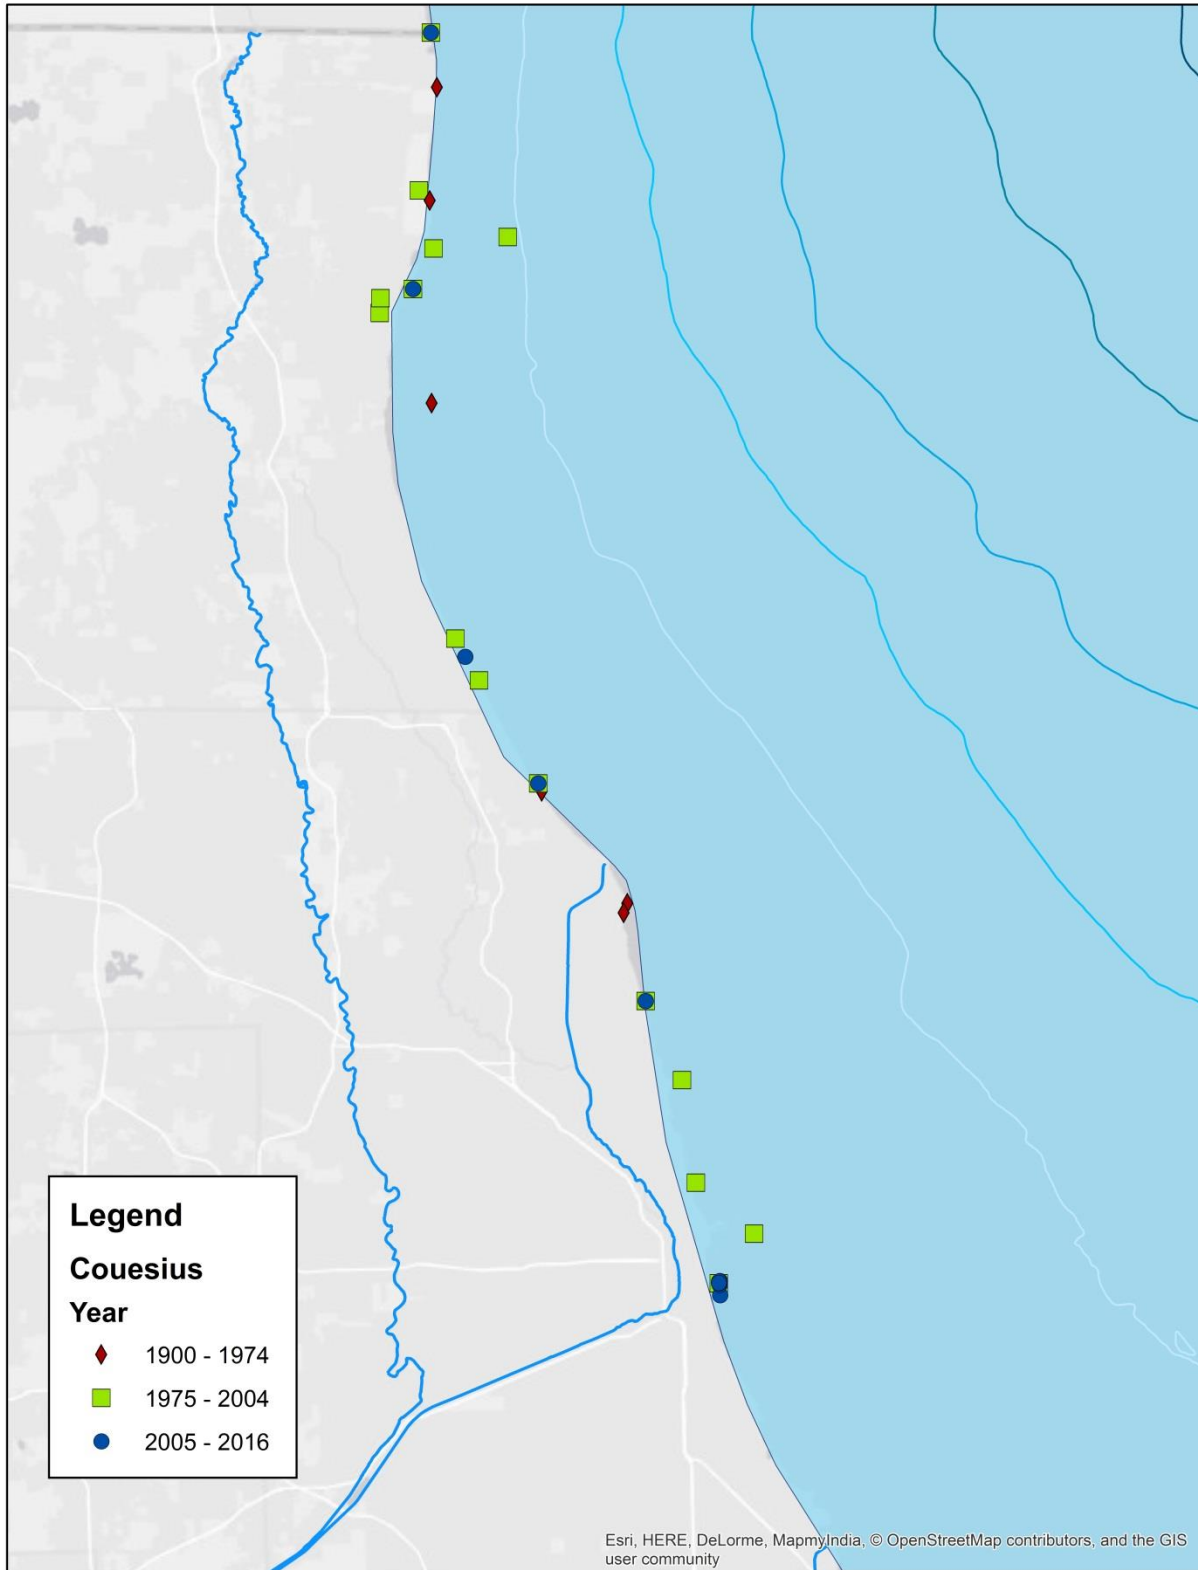 Legend
Couesius
Year
1900 - 1974
1975 - 2004
2005 - 2016
Esri, HERE, DeLorme, MapmyIndia, © OpenStreetMap contributors, and the GIS
user community